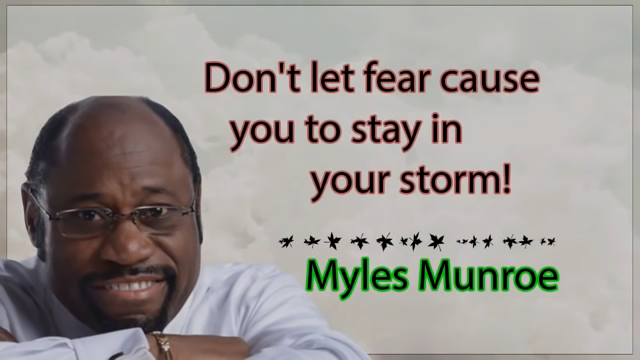 Don't let fear cause
you to stay in
your storm!
Myles Munroe